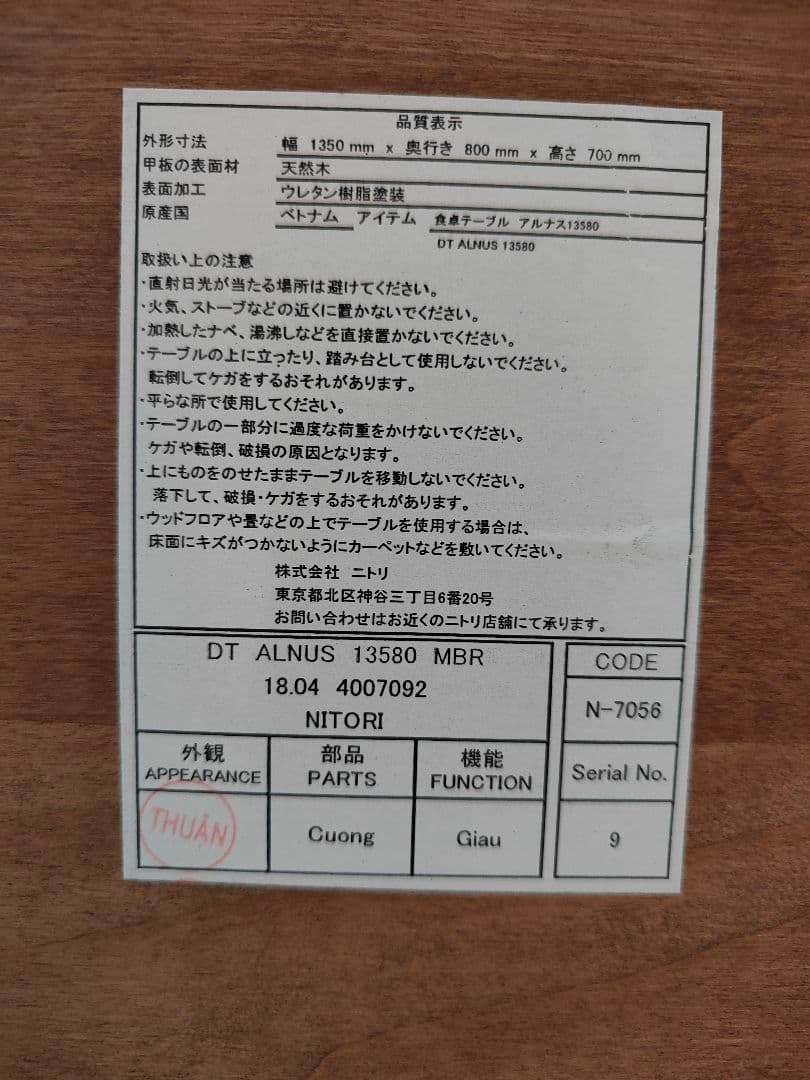 品質表示
外形寸法 幅 1350 mm x 奥行き 800 mm x 高さ 700 mm
甲板の表面材 天然木
表面加工 ウレタン樹脂塗装
原産国 ベトナム アイテム 食卓テーブル アルナス13580
DT ALNUS 13580
取扱い上の注意
・直射日光が当たる場所は避けてください。
・火気、ストーブなどの近くに置かないでください。
・加熱したナベ、湯沸しなどを直接置かないでください。
・テーブルの上に立ったり、踏み台として使用しないでください。
転倒してケガをするおそれがあります。
・平らな所で使用してください。
・テーブルの一部分に過度な荷重をかけないでください。
ケガや転倒、破損の原因となります。
・上にものをのせたままテーブルを移動しないでください。
落下して、破損・ケガをするおそれがあります。
・ウッドフロアや畳などの上でテーブルを使用する場合は、
床面にキズがつかないようにカーペットなどを敷いてください。
株式会社 ニトリ
東京都北区神谷三丁目6番20号
お問い合わせはお近くのニトリ店舗にて承ります。
DT ALNUS 13580 MBR
18.04 4007092
NITORI
CODE
N-7056
外観 部品 機能
APPEARANCE PARTS FUNCTION
Serial No.
THUẬN Cuong Giau
9